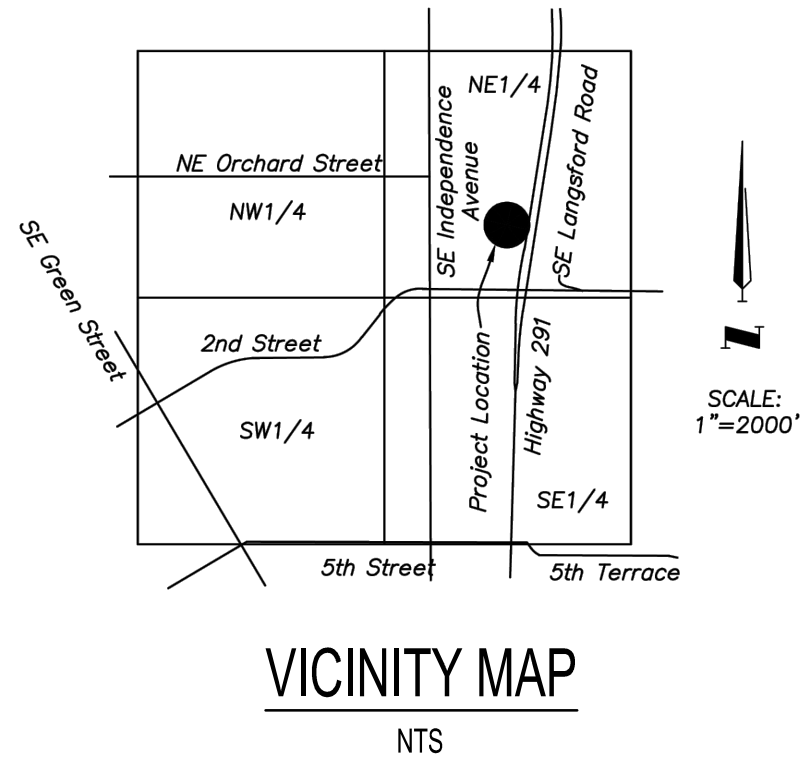 NE1/4
SE Independence
Avenue
SE Langsford Road
NE Orchard Street
NW1/4
SE Green Street
2nd Street
Project Location
Highway 291
N
SCALE:
1"=2000'
SW1/4
SE1/4
5th Street
5th Terrace
VICINITY MAP
NTS